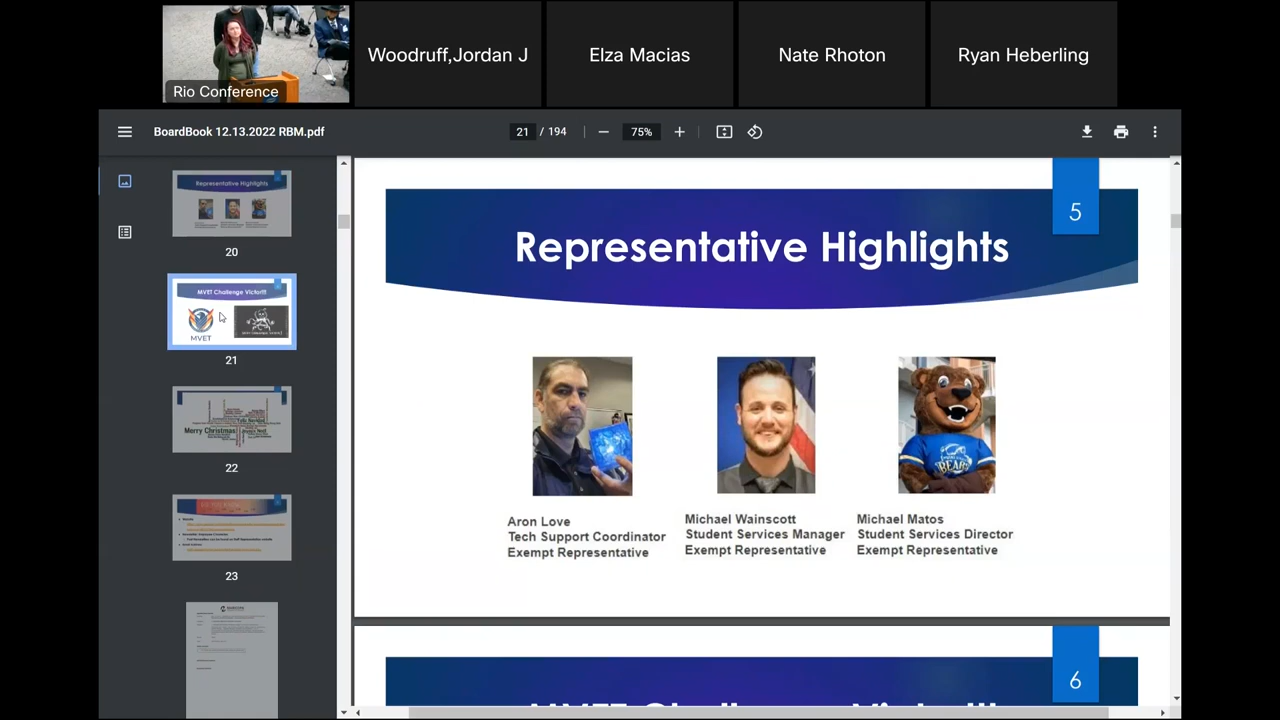 Rio Conference
Woodruff,Jordan J
Elza Macias
Nate Rhoton
Ryan Heberling
BoardBook 12.13.2022 RBM.pdf
21 / 194
75%
Representative Highlights
20
MVET Challenge Victor!!!
MVET
21
Merry Christmas
22
23
5
Representative Highlights
BEARS
Aron Love
Tech Support Coordinator
Exempt Representative
Michael Wainscott
Student Services Manager
Exempt Representative
Michael Matos
Student Services Director
Exempt Representative
6